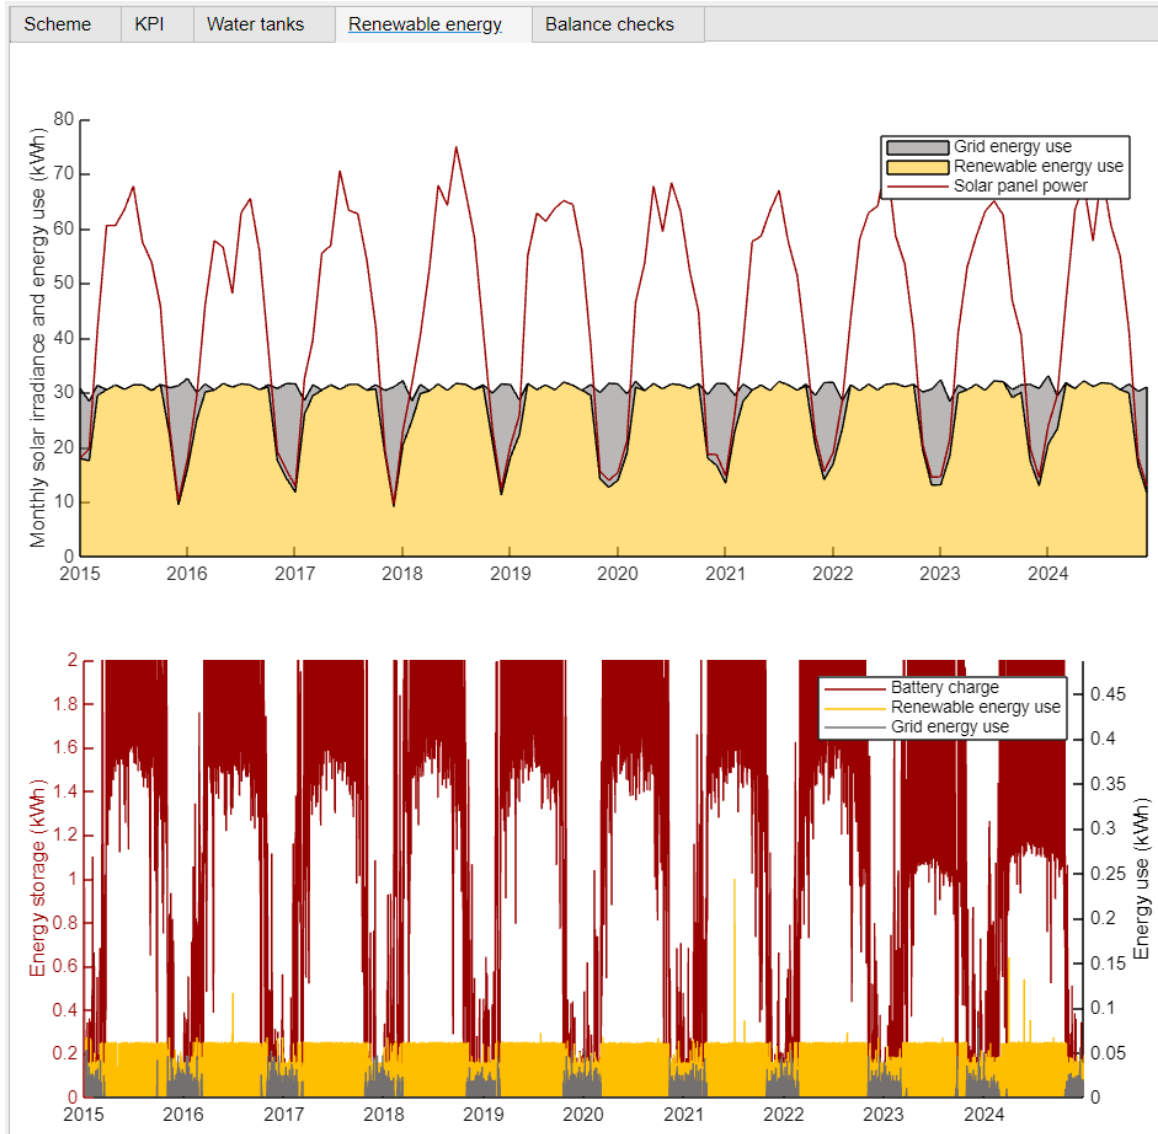 Scheme KPI Water tanks Renewable energy Balance checks
Monthly solar irradiance and energy use (kWh)
80
70
60
50
40
30
20
10
0
Grid energy use
Renewable energy use
Solar panel power
2015 2016 2017 2018 2019 2020 2021 2022 2023 2024
Energy storage (kWh)
2
1.8
1.6
1.4
1.2
1
0.8
0.6
0.4
0.2
0
Battery charge
Renewable energy use
Grid energy use
0.45
0.4
0.35
0.3
0.25
0.2
0.15
0.1
0.05
0
Energy use (kWh)
2015 2016 2017 2018 2019 2020 2021 2022 2023 2024